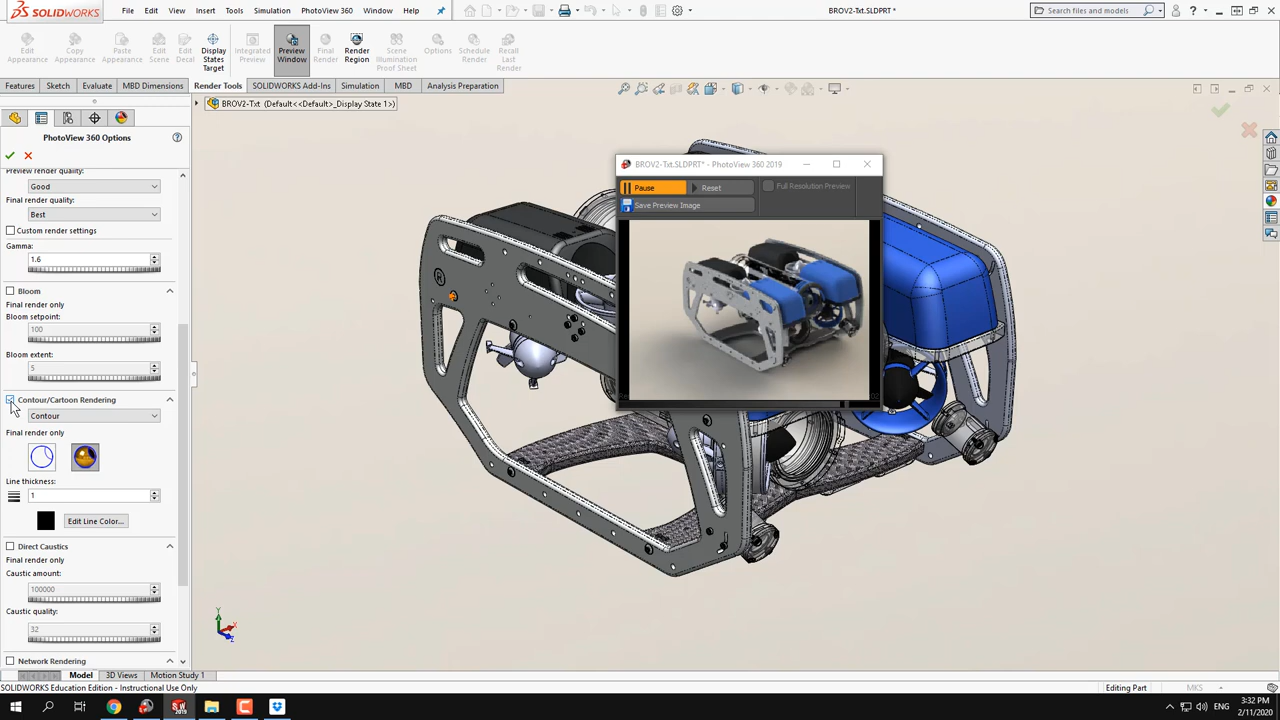 SOLIDWORKS File Edit View Insert Tools Simulation PhotoView 360 Window Help BROV2-Txt.SLDPRT * Search files and models
Edit Appearance Copy Appearance Paste Appearance Edit Scene Edit Decal Display States Target Integrated Preview Preview Window Final Render Render Region Scene Illumination Proof Sheet Options Schedule Render Recall Last Render
Features Sketch Evaluate MBD Dimensions Render Tools SOLIDWORKS Add-Ins Simulation MBD Analysis Preparation
BROV2-Txt (Default<<Default>_Display State 1>)
PhotoView 360 Options
Preview render quality:
Good
Final render quality:
Best
Custom render settings
Gamma:
1.6
Bloom
Final render only
Bloom setpoint:
100
Bloom extent:
5
Contour/Cartoon Rendering
Contour
Final render only
Line thickness:
1
Edit Line Color...
Direct Caustics
Final render only
Caustic amount:
100000
Caustic quality:
32
Network Rendering
BROV2-Txt.SLDPRT* - PhotoView 360 2019
Pause Reset Full Resolution Preview
Save Preview Image
Y
X
Z
Model 3D Views Motion Study 1
SOLIDWORKS Education Edition - Instructional Use Only Editing Part MKS
ENG 3:32 PM
2/11/2020